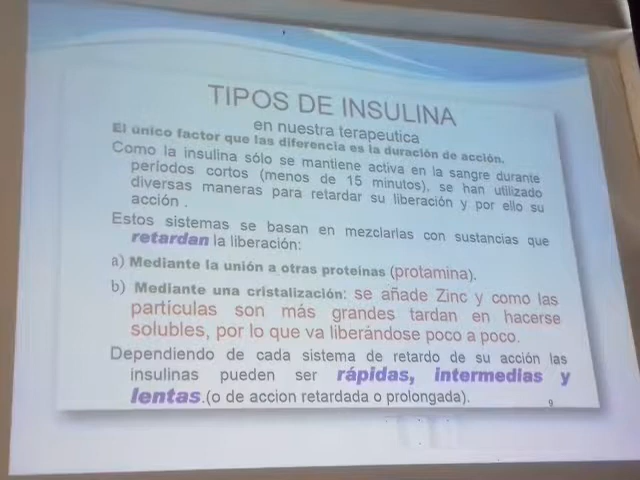 TIPOS DE INSULINA
en nuestra terapeutica
El único factor que las diferencia es la duración de acción.
Como la insulina sólo se mantiene activa en la sangre durante
períodos cortos (menos de 15 minutos), se han utilizado
diversas maneras para retardar su liberación y por ello su
acción .
Estos sistemas se basan en mezclarlas con sustancias que
retardan la liberación:
a) Mediante la unión a otras proteínas (protamina).
b) Mediante una cristalización: se añade Zinc y como las
partículas son más grandes tardan en hacerse
solubles, por lo que va liberándose poco a poco.
Dependiendo de cada sistema de retardo de su acción las
insulinas pueden ser rápidas, intermedias y
lentas.(o de accion retardada o prolongada).
9